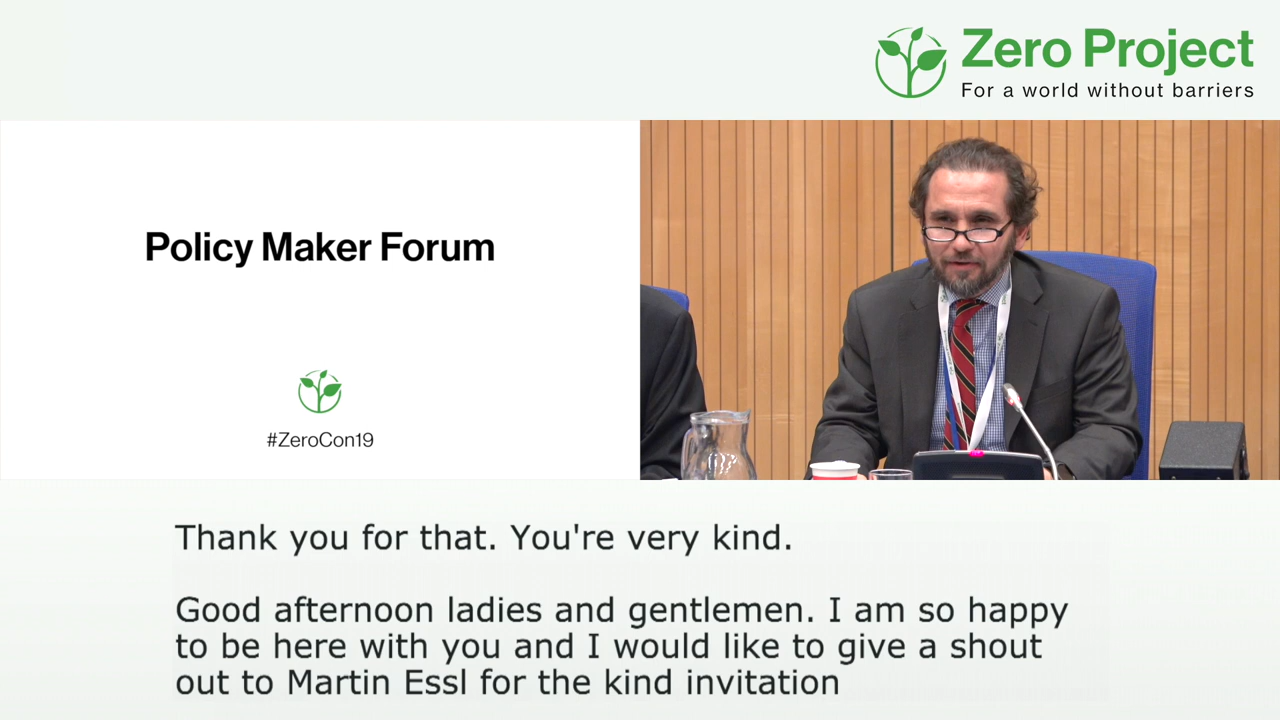 Zero Project
For a world without barriers
Policy Maker Forum
#ZeroCon19
Thank you for that. You're very kind.
Good afternoon ladies and gentlemen. I am so happy
to be here with you and I would like to give a shout
out to Martin Essl for the kind invitation